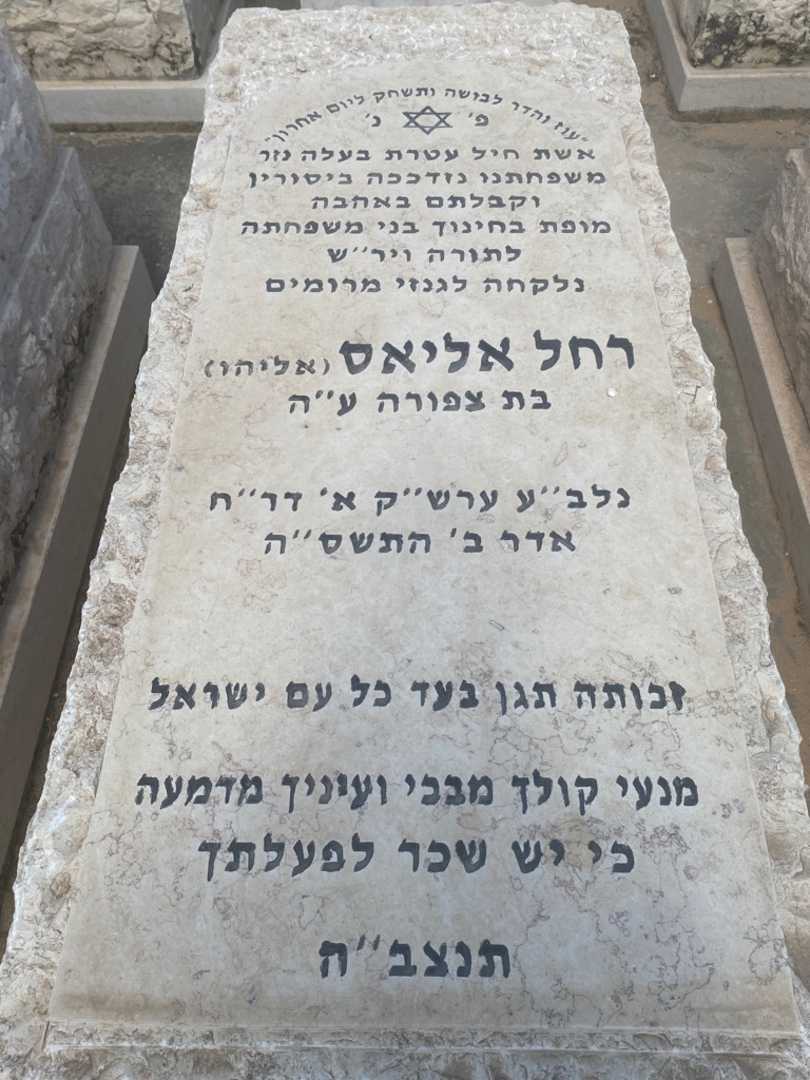 "עוז והדר לבושה ותשחק ליום אחרון"
פ' נ'
אשת חיל עטרת בעלה נזר
משפחתנו נזדככה ביסורין
וקבלתם באהבה
מופת בחינוך בני משפחתה
לתורה ויר''ש
נלקחה לגנזי מרומים
רחל אליאס (אליהו)
בת צפורה ע''ה
נלב''ע ערש''ק א' דר''ח
אדר ב' התשס''ה
זכותה תגן בעד כל עם ישראל
מנעי קולך מבכי ועיניך מדמעה
כי יש שכר לפעלתך
תנצב''ה